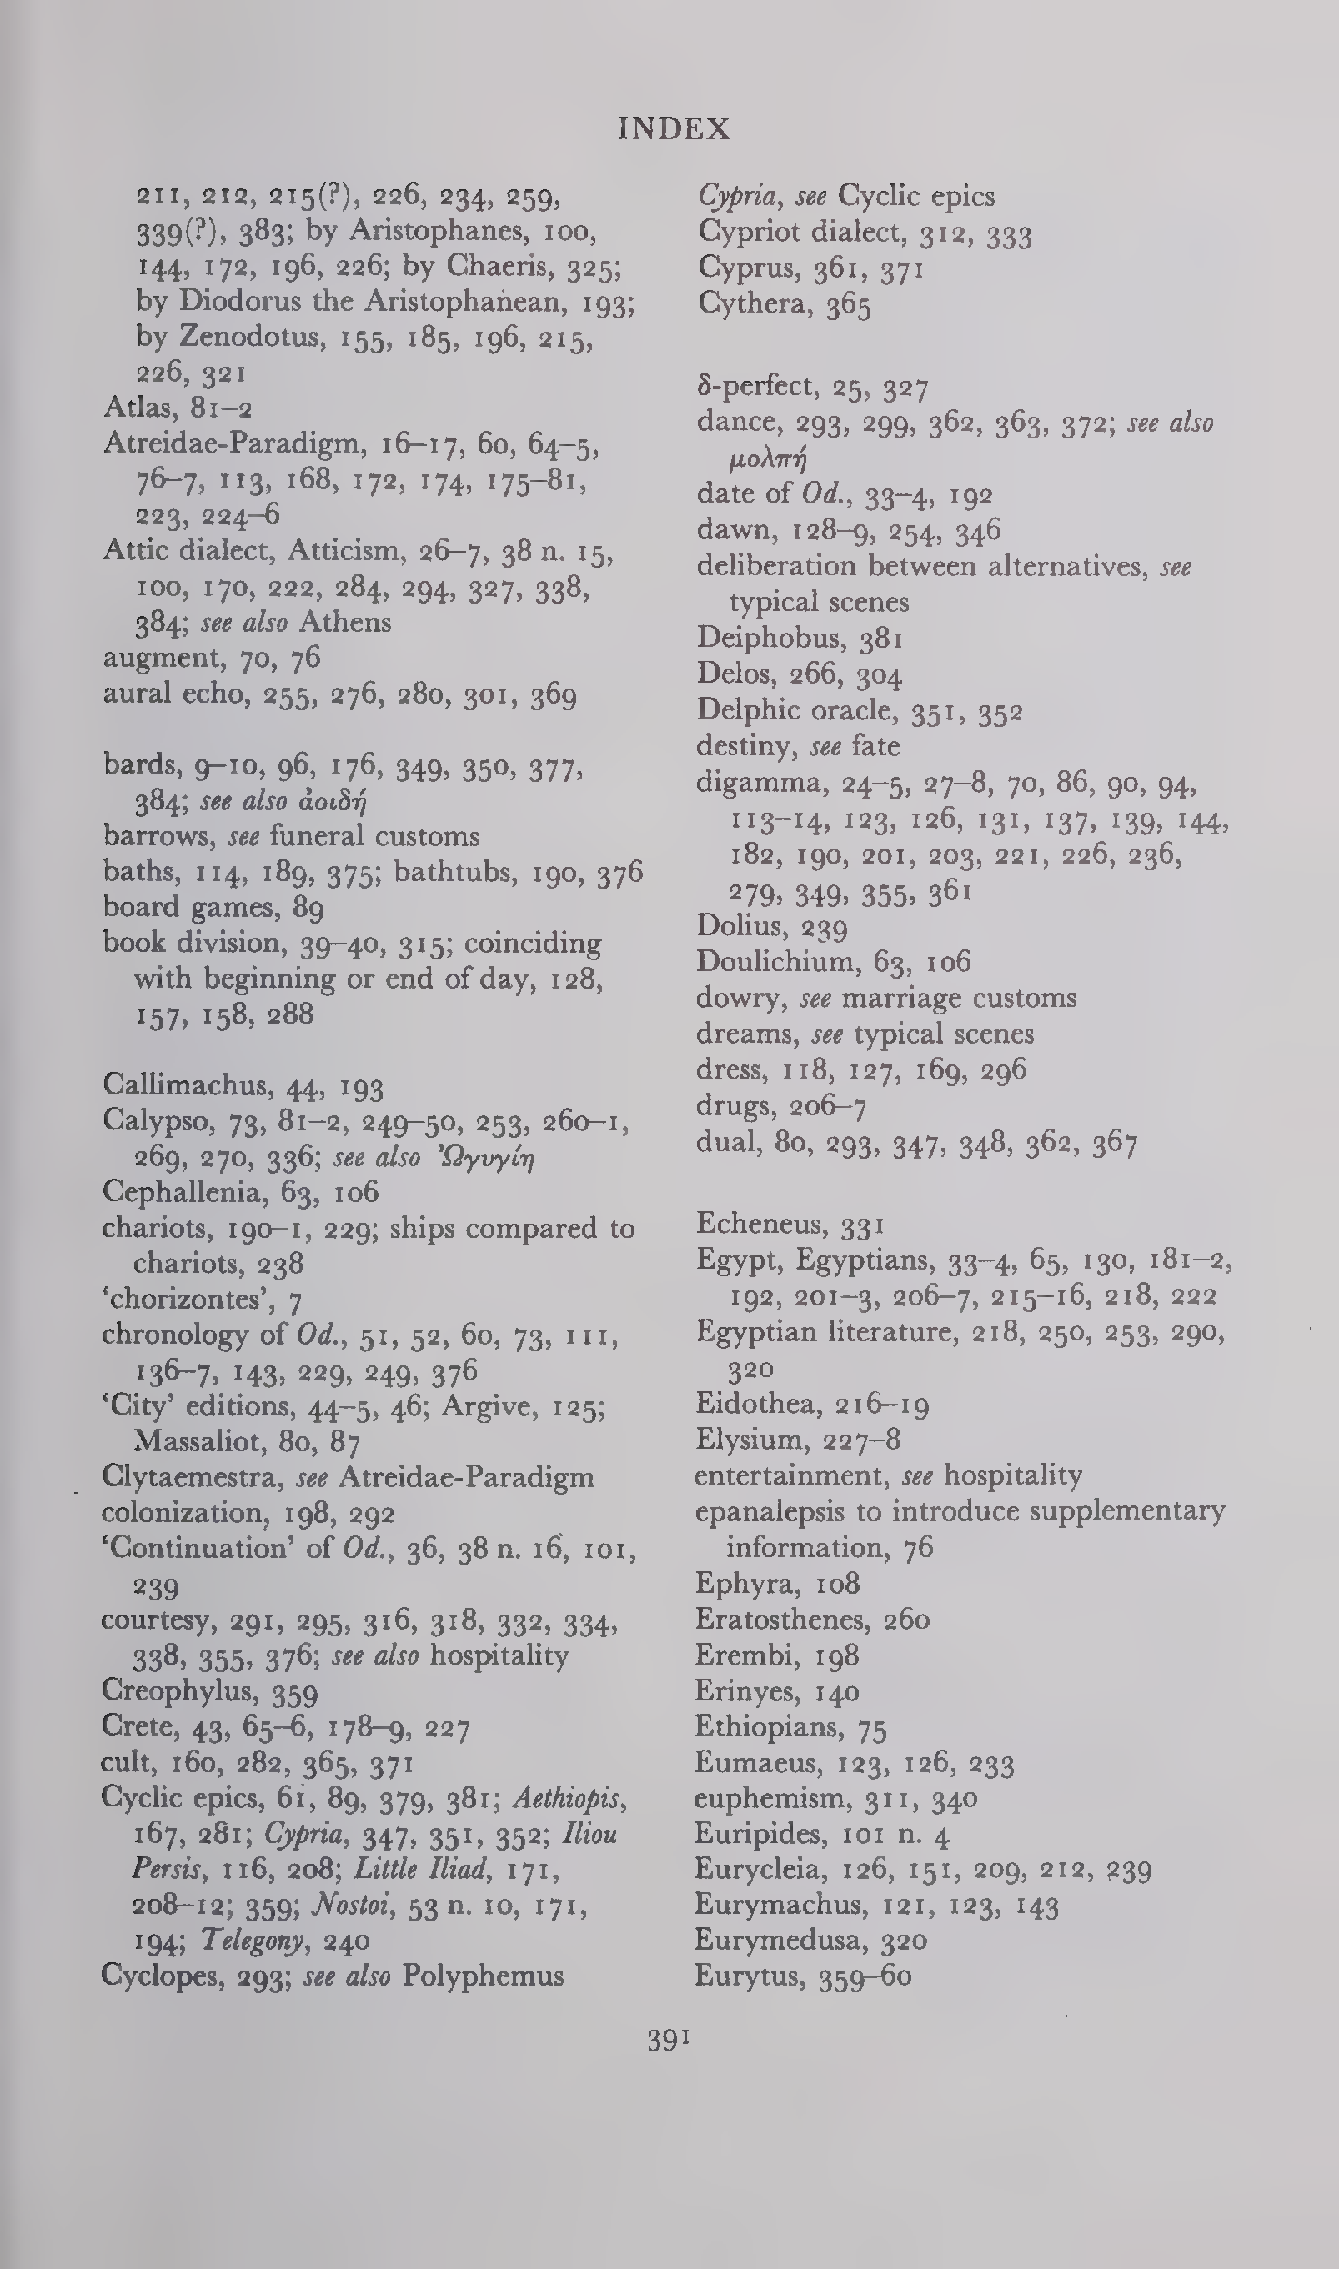 INDEX
211, 212, 215(?), 226, 234, 259,
339(?), 383; by Aristophanes, 100,
144, 172, 196, 226; by Chaeris, 325;
by Diodorus the Aristophanean, 193;
by Zenodotus, 155, 185, 196, 215,
226, 321
Atlas, 81–2
Atreidae-Paradigm, 16–17, 60, 64–5,
76–7, 113, 168, 172, 174, 175–81,
223, 224–6
Attic dialect, Atticism, 26–7, 38 n. 15,
100, 170, 222, 284, 294, 327, 338,
384; see also Athens
augment, 70, 76
aural echo, 255, 276, 280, 301, 369
bards, 9–10, 96, 176, 349, 350, 377,
384; see also ἀοιδή
barrows, see funeral customs
baths, 114, 189, 375; bathtubs, 190, 376
board games, 89
book division, 39–40, 315; coinciding
with beginning or end of day, 128,
157, 158, 288
Callimachus, 44, 193
Calypso, 73, 81–2, 249–50, 253, 260–1,
269, 270, 336; see also Ὠγυγίη
Cephallenia, 63, 106
chariots, 190–1, 229; ships compared to
chariots, 238
‘chorizontes’, 7
chronology of Od., 51, 52, 60, 73, 111,
136–7, 143, 229, 249, 376
‘City’ editions, 44–5, 46; Argive, 125;
Massaliot, 80, 87
Clytaemestra, see Atreidae-Paradigm
colonization, 198, 292
‘Continuation’ of Od., 36, 38 n. 16, 101,
239
courtesy, 291, 295, 316, 318, 332, 334,
338, 355, 376; see also hospitality
Creophylus, 359
Crete, 43, 65–6, 178–9, 227
cult, 160, 282, 365, 371
Cyclic epics, 61, 89, 379, 381; Aethiopis,
167, 281; Cypria, 347, 351, 352; Iliou
Persis, 116, 208; Little Iliad, 171,
208–12; 359; Nostoi, 53 n. 10, 171,
194; Telegony, 240
Cyclopes, 293; see also Polyphemus
Cypria, see Cyclic epics
Cypriot dialect, 312, 333
Cyprus, 361, 371
Cythera, 365
δ-perfect, 25, 327
dance, 293, 299, 362, 363, 372; see also
μολπή
date of Od., 33–4, 192
dawn, 128–9, 254, 346
deliberation between alternatives, see
typical scenes
Deiphobus, 381
Delos, 266, 304
Delphic oracle, 351, 352
destiny, see fate
digamma, 24–5, 27–8, 70, 86, 90, 94,
113–14, 123, 126, 131, 137, 139, 144,
182, 190, 201, 203, 221, 226, 236,
279, 349, 355, 361
Dolius, 239
Doulichium, 63, 106
dowry, see marriage customs
dreams, see typical scenes
dress, 118, 127, 169, 296
drugs, 206–7
dual, 80, 293, 347, 348, 362, 367
Echeneus, 331
Egypt, Egyptians, 33–4, 65, 130, 181–2,
192, 201–3, 206–7, 215–16, 218, 222
Egyptian literature, 218, 250, 253, 290,
320
Eidothea, 216–19
Elysium, 227–8
entertainment, see hospitality
epanalepsis to introduce supplementary
information, 76
Ephyra, 108
Eratosthenes, 260
Erembi, 198
Erinyes, 140
Ethiopians, 75
Eumaeus, 123, 126, 233
euphemism, 311, 340
Euripides, 101 n. 4
Eurycleia, 126, 151, 209, 212, 239
Eurymachus, 121, 123, 143
Eurymedusa, 320
Eurytus, 359–60
391